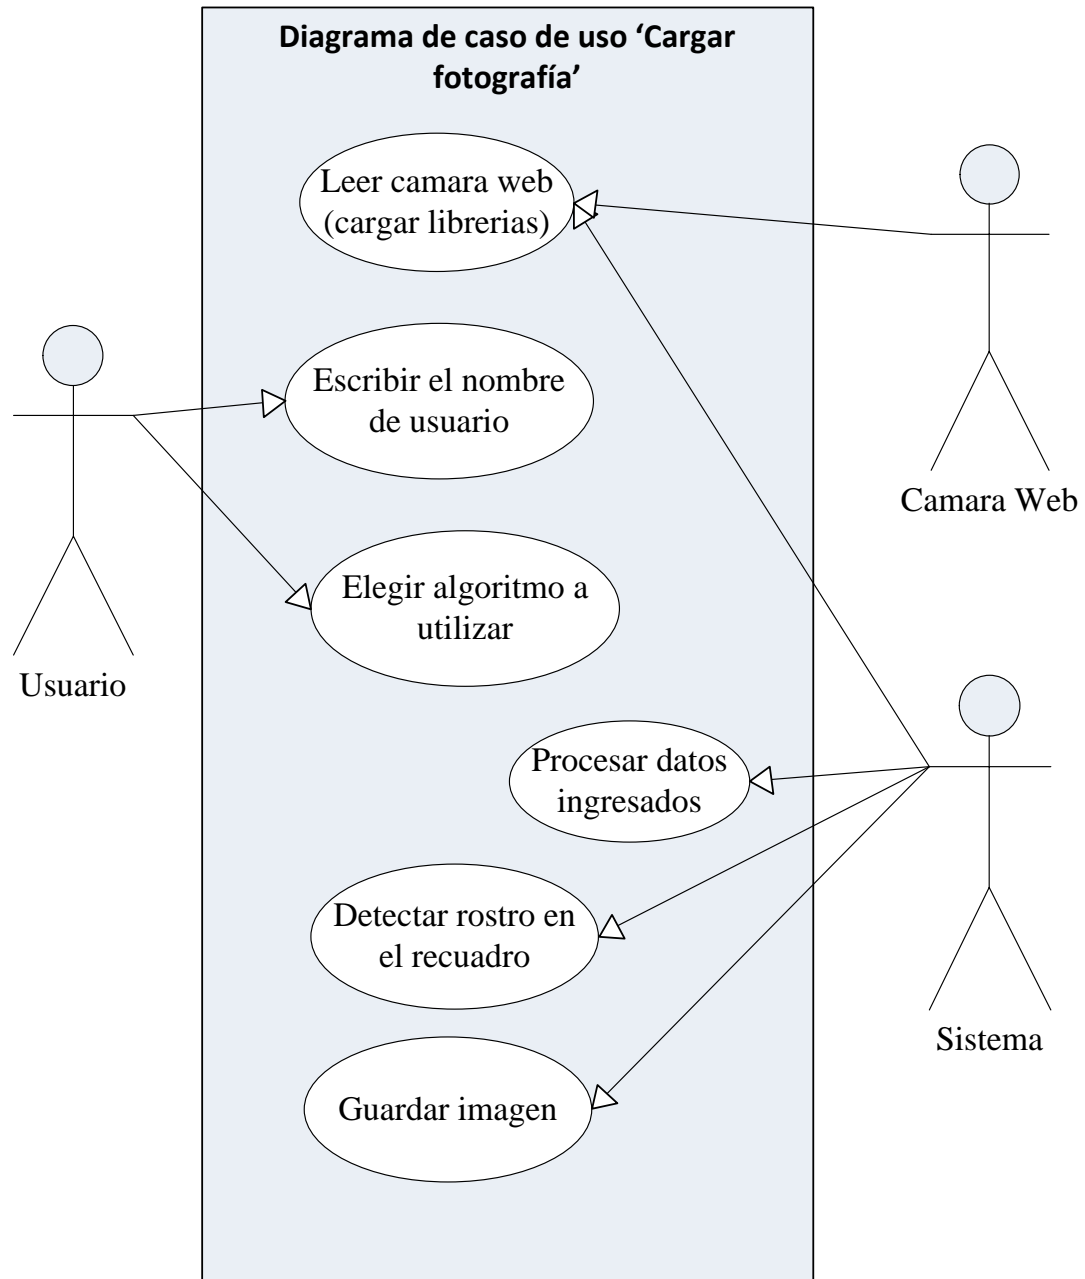 Diagrama de caso de uso ‘Cargar
fotografía’
Leer camara web
(cargar librerias)
Escribir el nombre
de usuario
Camara Web
Elegir algoritmo a
utilizar
Usuario
Procesar datos
ingresados
Detectar rostro en
el recuadro
Sistema
Guardar imagen